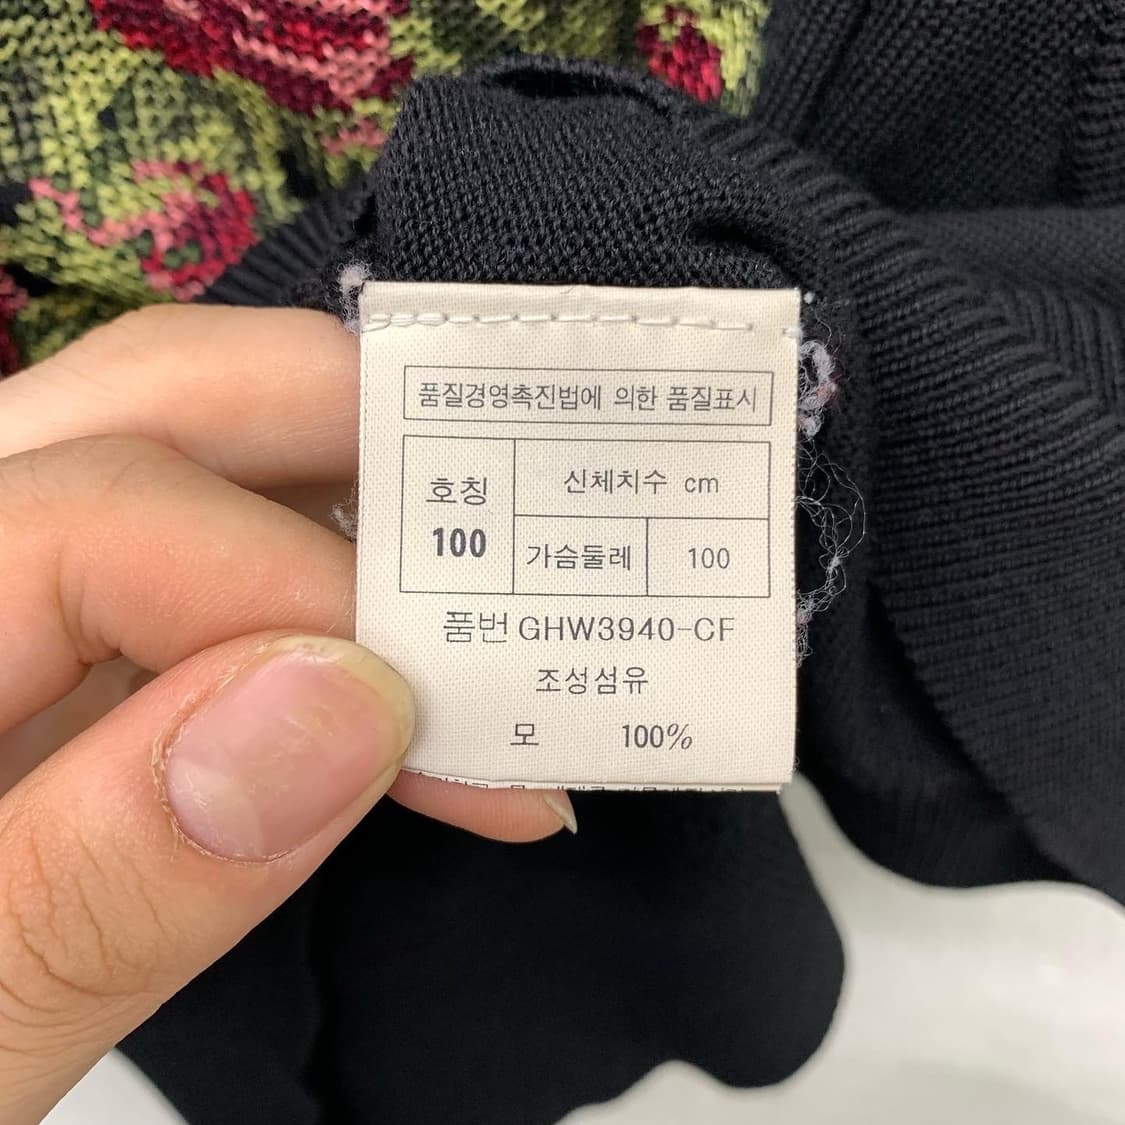 품질경영촉진법에 의한 품질표시
호칭
100
신체치수 cm
가슴둘레 100
품번 GHW3940-CF
조성섬유
모 100%